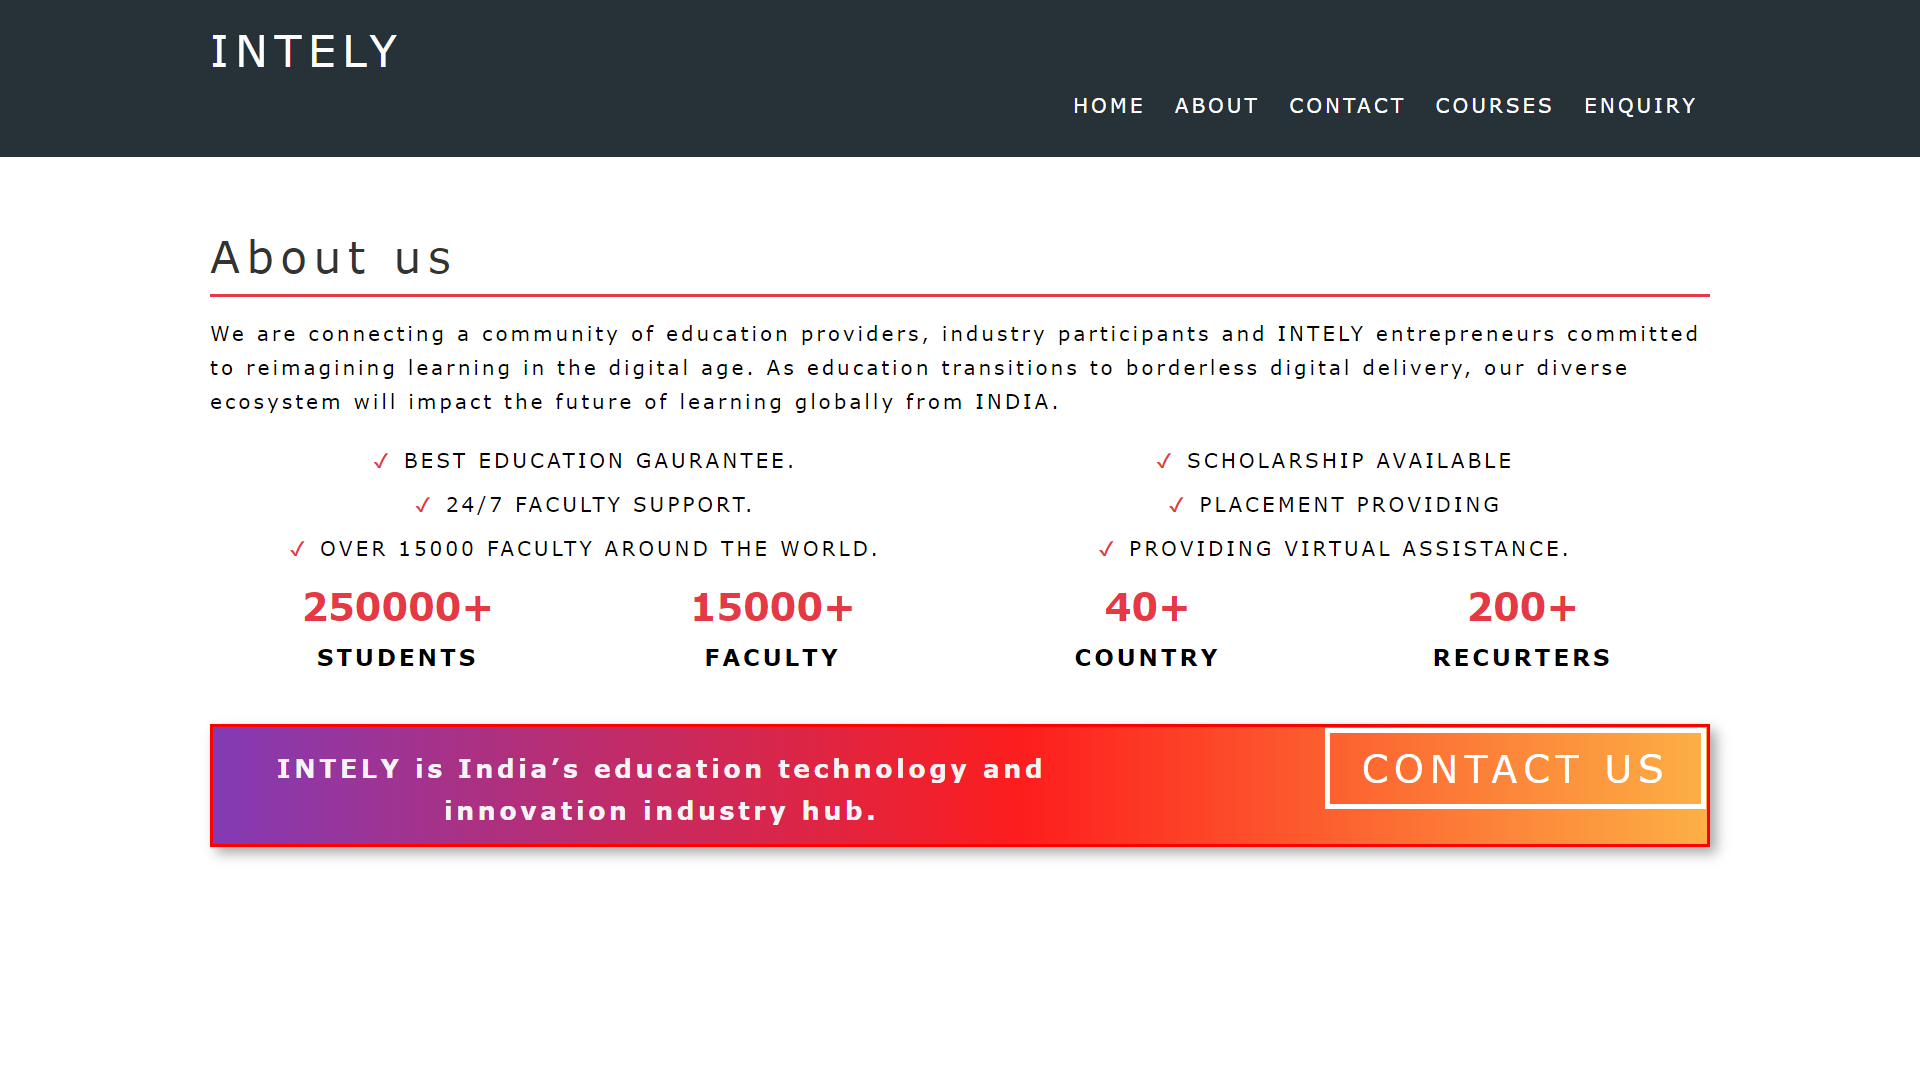 INTELY
HOME ABOUT CONTACT COURSES ENQUIRY
About us
We are connecting a community of education providers, industry participants and INTELY entrepreneurs committed
to reimagining learning in the digital age. As education transitions to borderless digital delivery, our diverse
ecosystem will impact the future of learning globally from INDIA.
✓ BEST EDUCATION GAURANTEE.
✓ 24/7 FACULTY SUPPORT.
✓ OVER 15000 FACULTY AROUND THE WORLD.
✓ SCHOLARSHIP AVAILABLE
✓ PLACEMENT PROVIDING
✓ PROVIDING VIRTUAL ASSISTANCE.
250000+
STUDENTS
15000+
FACULTY
40+
COUNTRY
200+
RECURTERS
INTELY is India’s education technology and
innovation industry hub.
CONTACT US